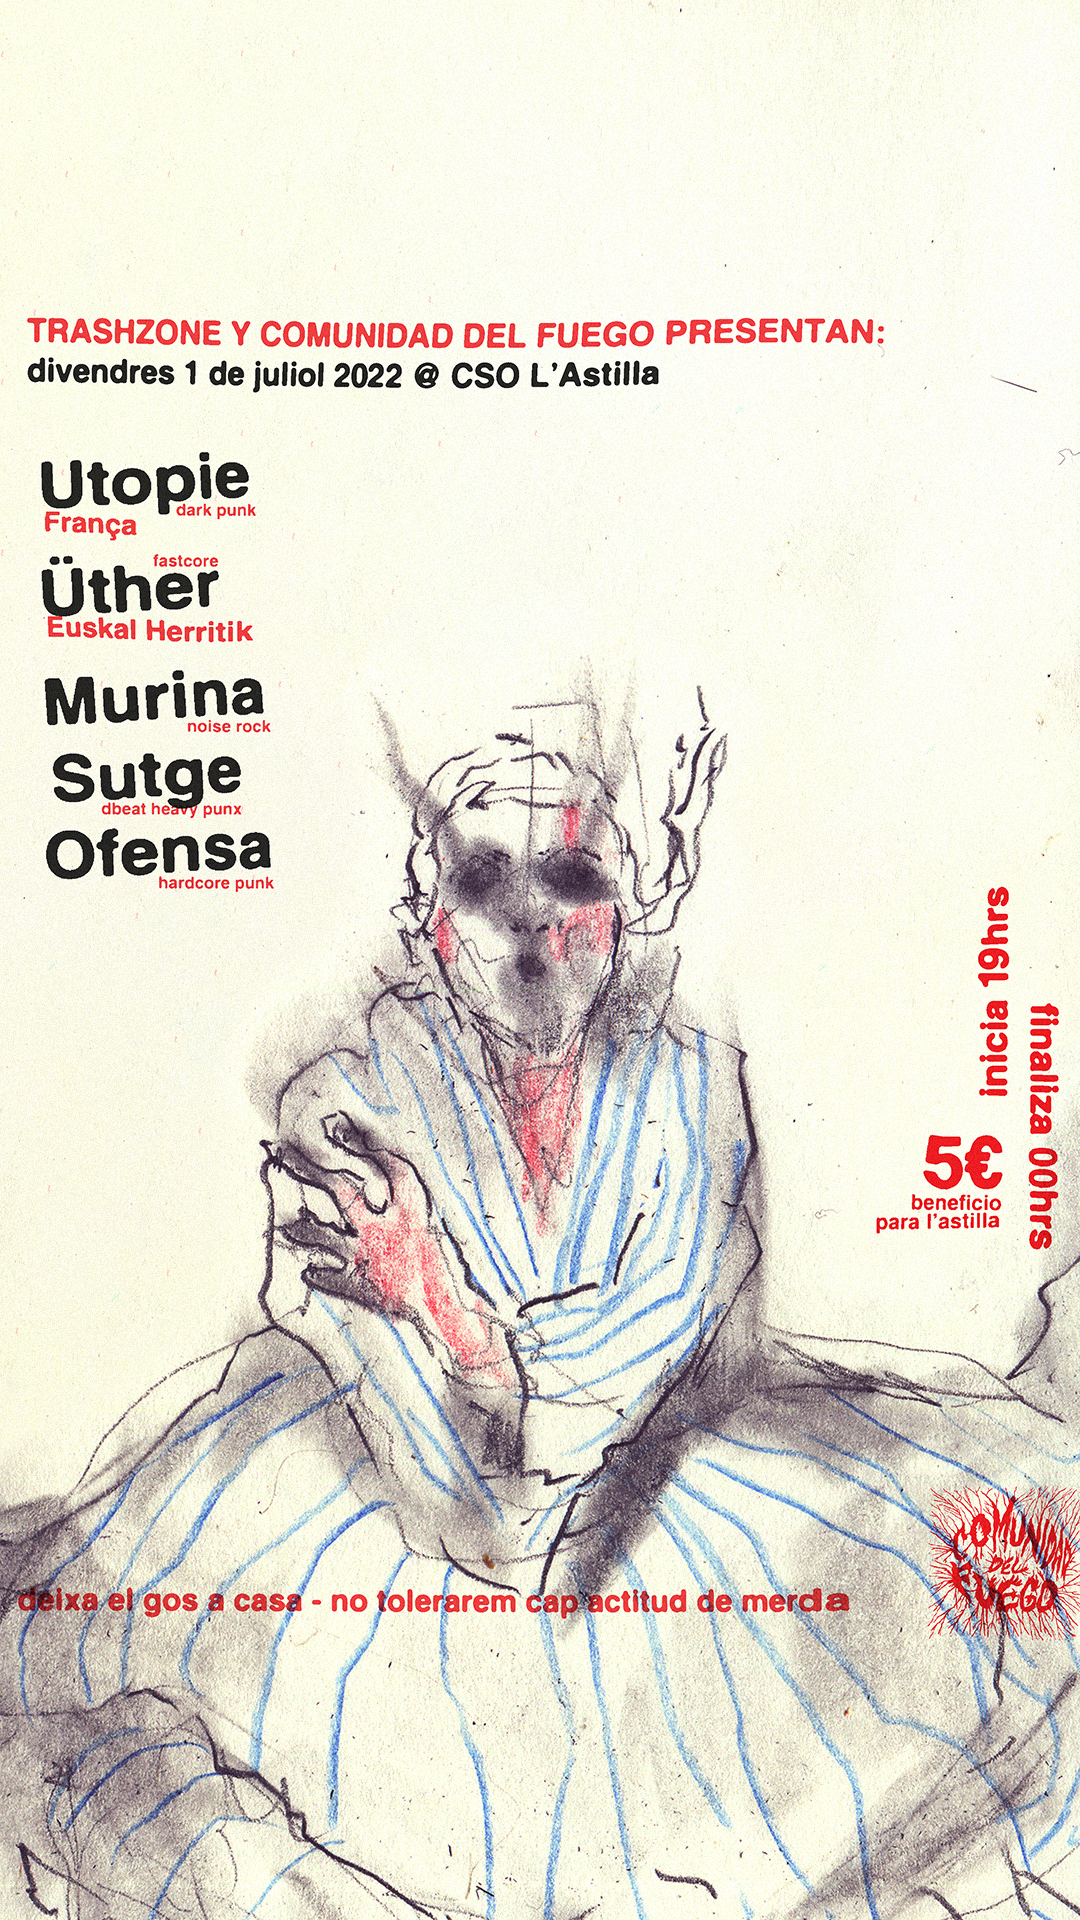 TRASHZONE Y COMUNIDAD DEL FUEGO PRESENTAN:
divendres 1 de juliol 2022 @ CSO L'Astilla
Utopie
dark punk
França
fastcore
Üther
Euskal Herritik
Murina
noise rock
Sutge
dbeat heavy punx
Ofensa
hardcore punk
inicia 19hrs
finaliza 00hrs
5€
beneficio
para l'astilla
deixa el gos a casa - no tolerarem cap actitud de merda
COMUNIDAD
DEL
FUEGO